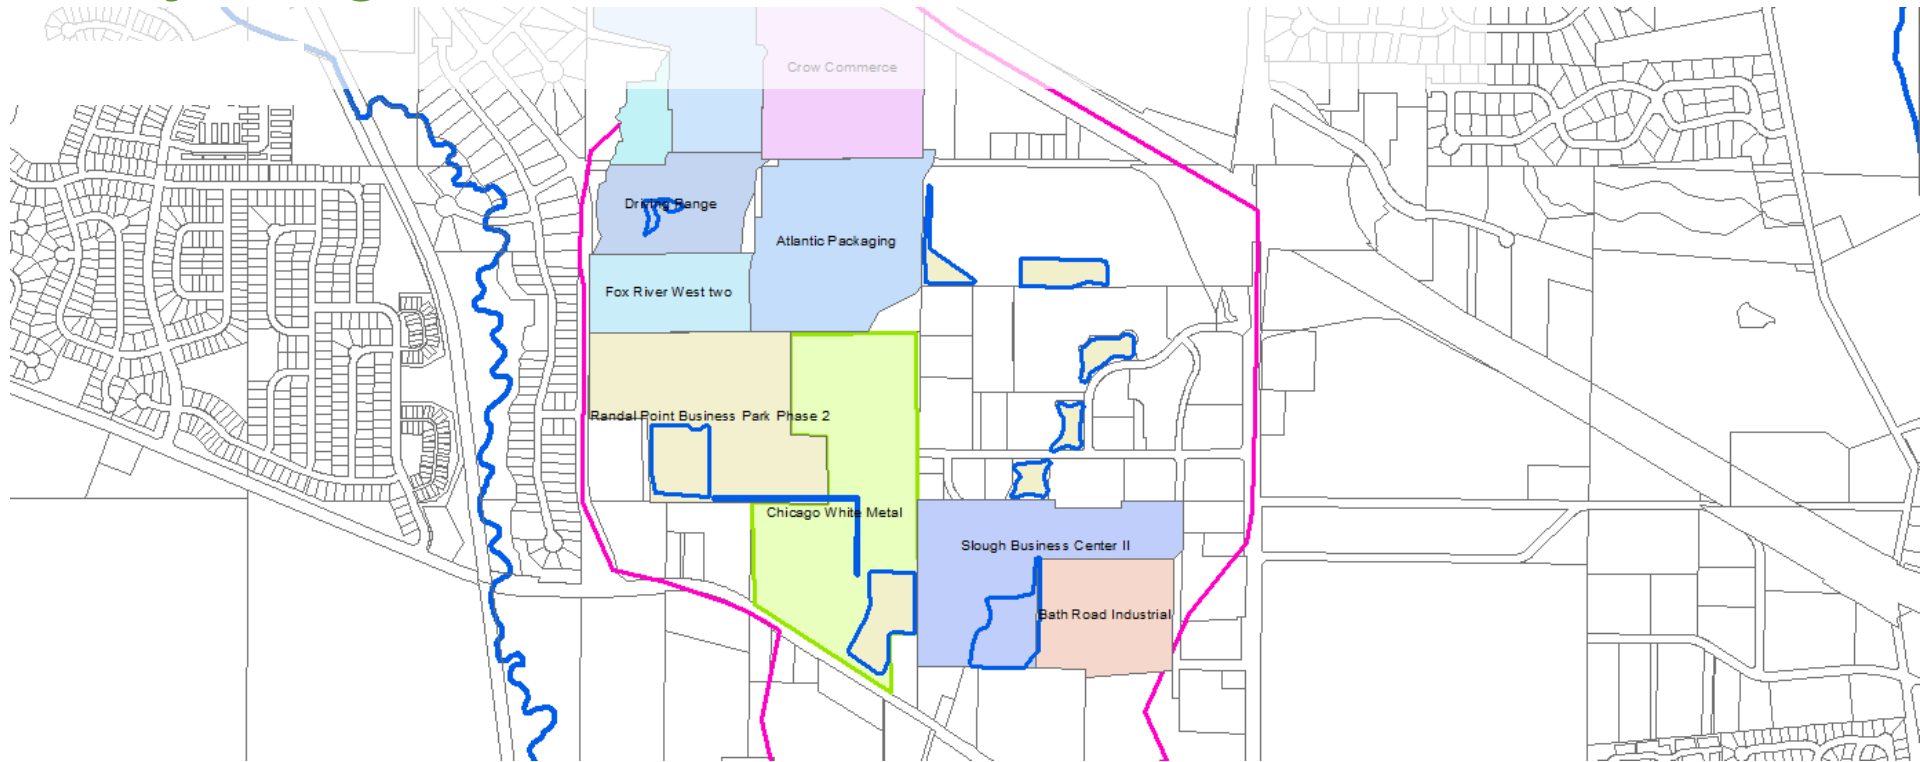 Crow Commerce
Driving Range
Atlantic Packaging
Fox River West two
Randal Point Business Park Phase 2
Chicago White Metal
Slough Business Center II
Bath Road Industrial